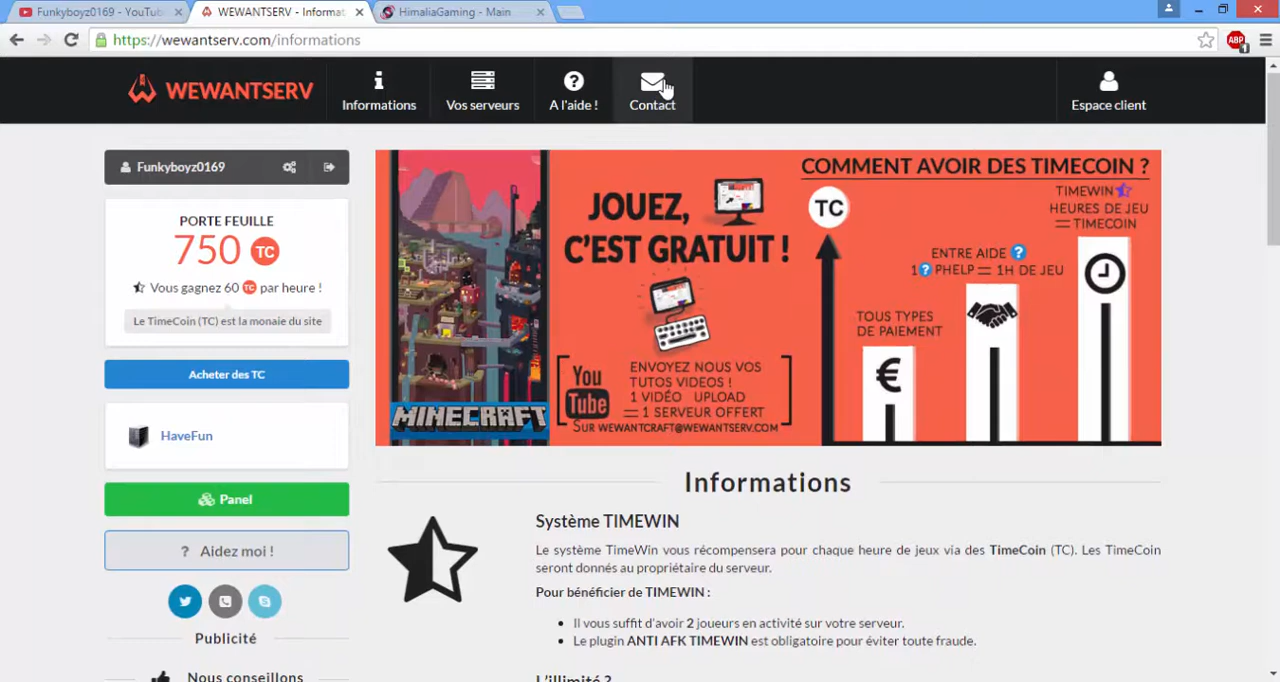 Funkyboyz0169 - YouTub
WEWANTSERV - Informat
HimaliaGaming - Main
https://wewantserv.com/informations
ABP
1
WEWANTSERV
Informations
Vos serveurs
A l'aide !
Contact
Espace client
Funkyboyz0169
PORTE FEUILLE
750 TC
Vous gagnez 60 TC par heure !
Le TimeCoin (TC) est la monaie du site
Acheter des TC
HaveFun
Panel
? Aidez moi !
Publicité
Nous conseillons
MINECRAFT
JOUEZ,
C'EST GRATUIT !
You
Tube
ENVOYEZ NOUS VOS
TUTOS VIDEOS !
1 VIDÉO UPLOAD
= 1 SERVEUR OFFERT
SUR WEWANTCRAFT@WEWANTSERV.COM
COMMENT AVOIR DES TIMECOIN ?
TC
TIMEWIN
HEURES DE JEU
= TIMECOIN
ENTRE AIDE ?
1 ? PHELP = 1H DE JEU
TOUS TYPES
DE PAIEMENT
€
Informations
Système TIMEWIN
Le système TimeWin vous récompensera pour chaque heure de jeux via des TimeCoin (TC). Les TimeCoin
seront donnés au propriétaire du serveur.
Pour bénéficier de TIMEWIN :
• Il vous suffit d'avoir 2 joueurs en activité sur votre serveur.
• Le plugin ANTI AFK TIMEWIN est obligatoire pour éviter toute fraude.
L'illimité ?